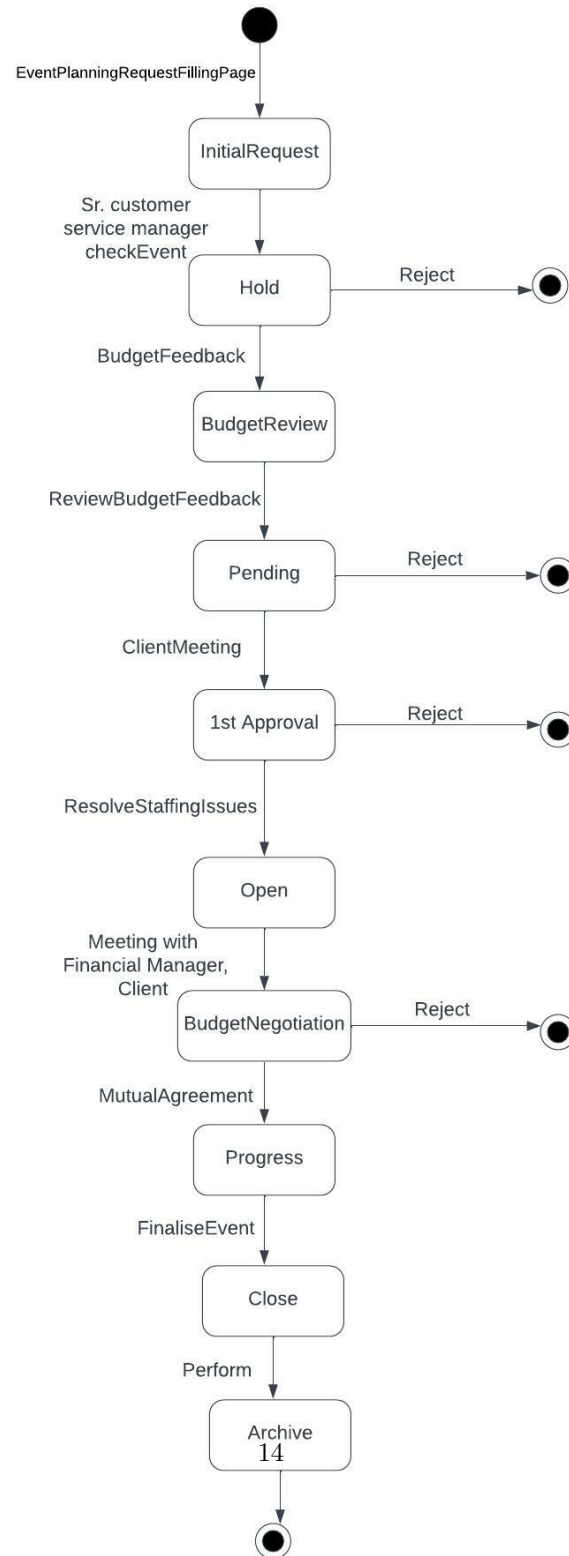 EventPlanningRequestFillingPage
InitialRequest
Sr. customer
service manager
checkEvent
Hold
Reject
BudgetFeedback
BudgetReview
ReviewBudgetFeedback
Pending
Reject
ClientMeeting
1st Approval
Reject
ResolveStaffingIssues
Open
Meeting with
Financial Manager,
Client
BudgetNegotiation
Reject
MutualAgreement
Progress
FinaliseEvent
Close
Perform
Archive
14